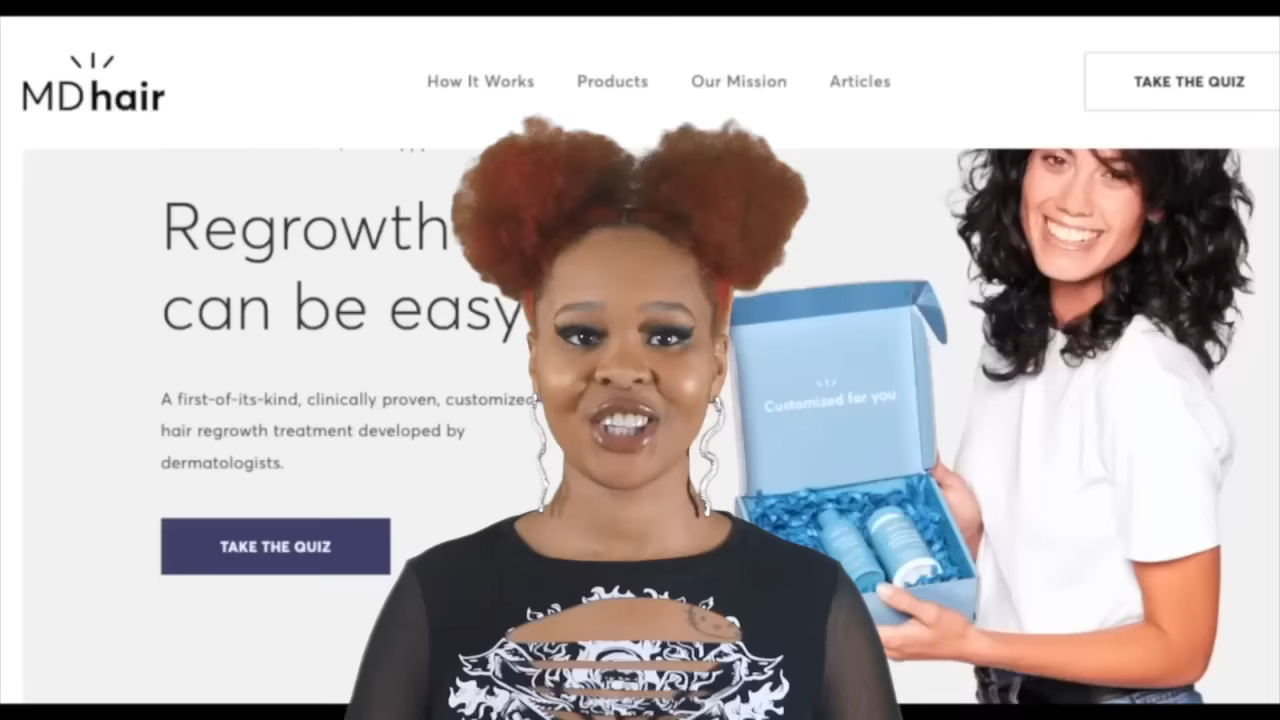 MDhair
How It Works
Products
Our Mission
Articles
TAKE THE QUIZ
Regrowth
can be easy
A first-of-its-kind, clinically proven, customized
hair regrowth treatment developed by
dermatologists.
TAKE THE QUIZ
Customized for you